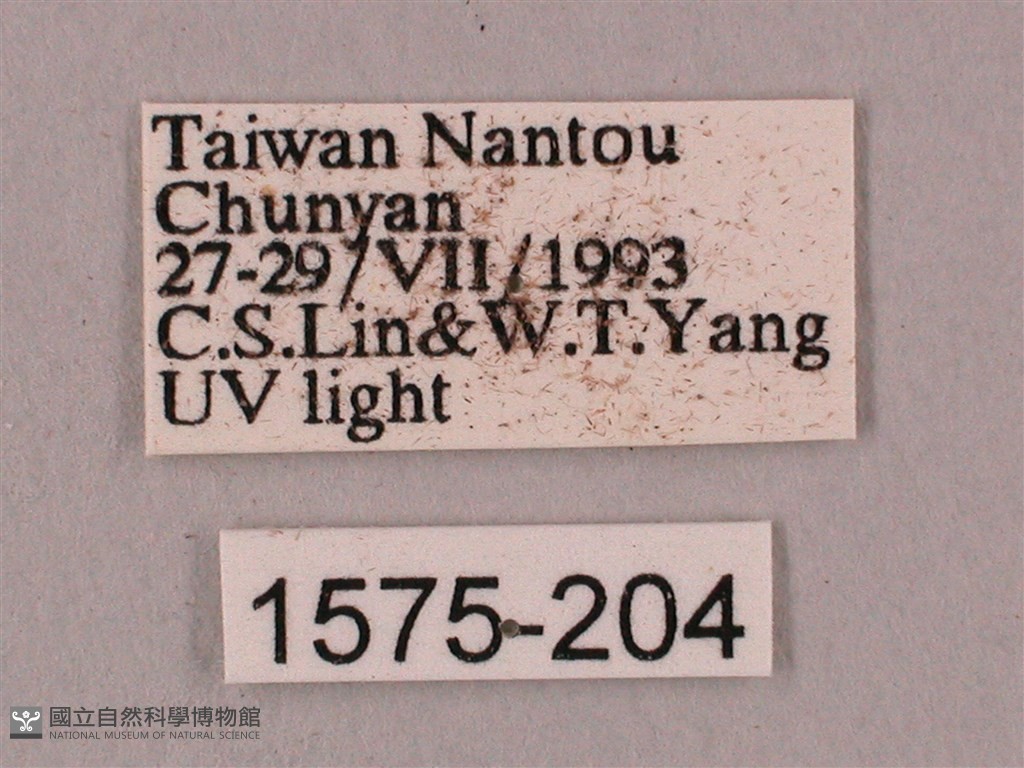 Taiwan Nantou
Chunyan
27-29/VII/1993
C.S.Lin&W.T.Yang
UV light
1575-204
國立自然科學博物館
NATIONAL MUSEUM OF NATURAL SCIENCE